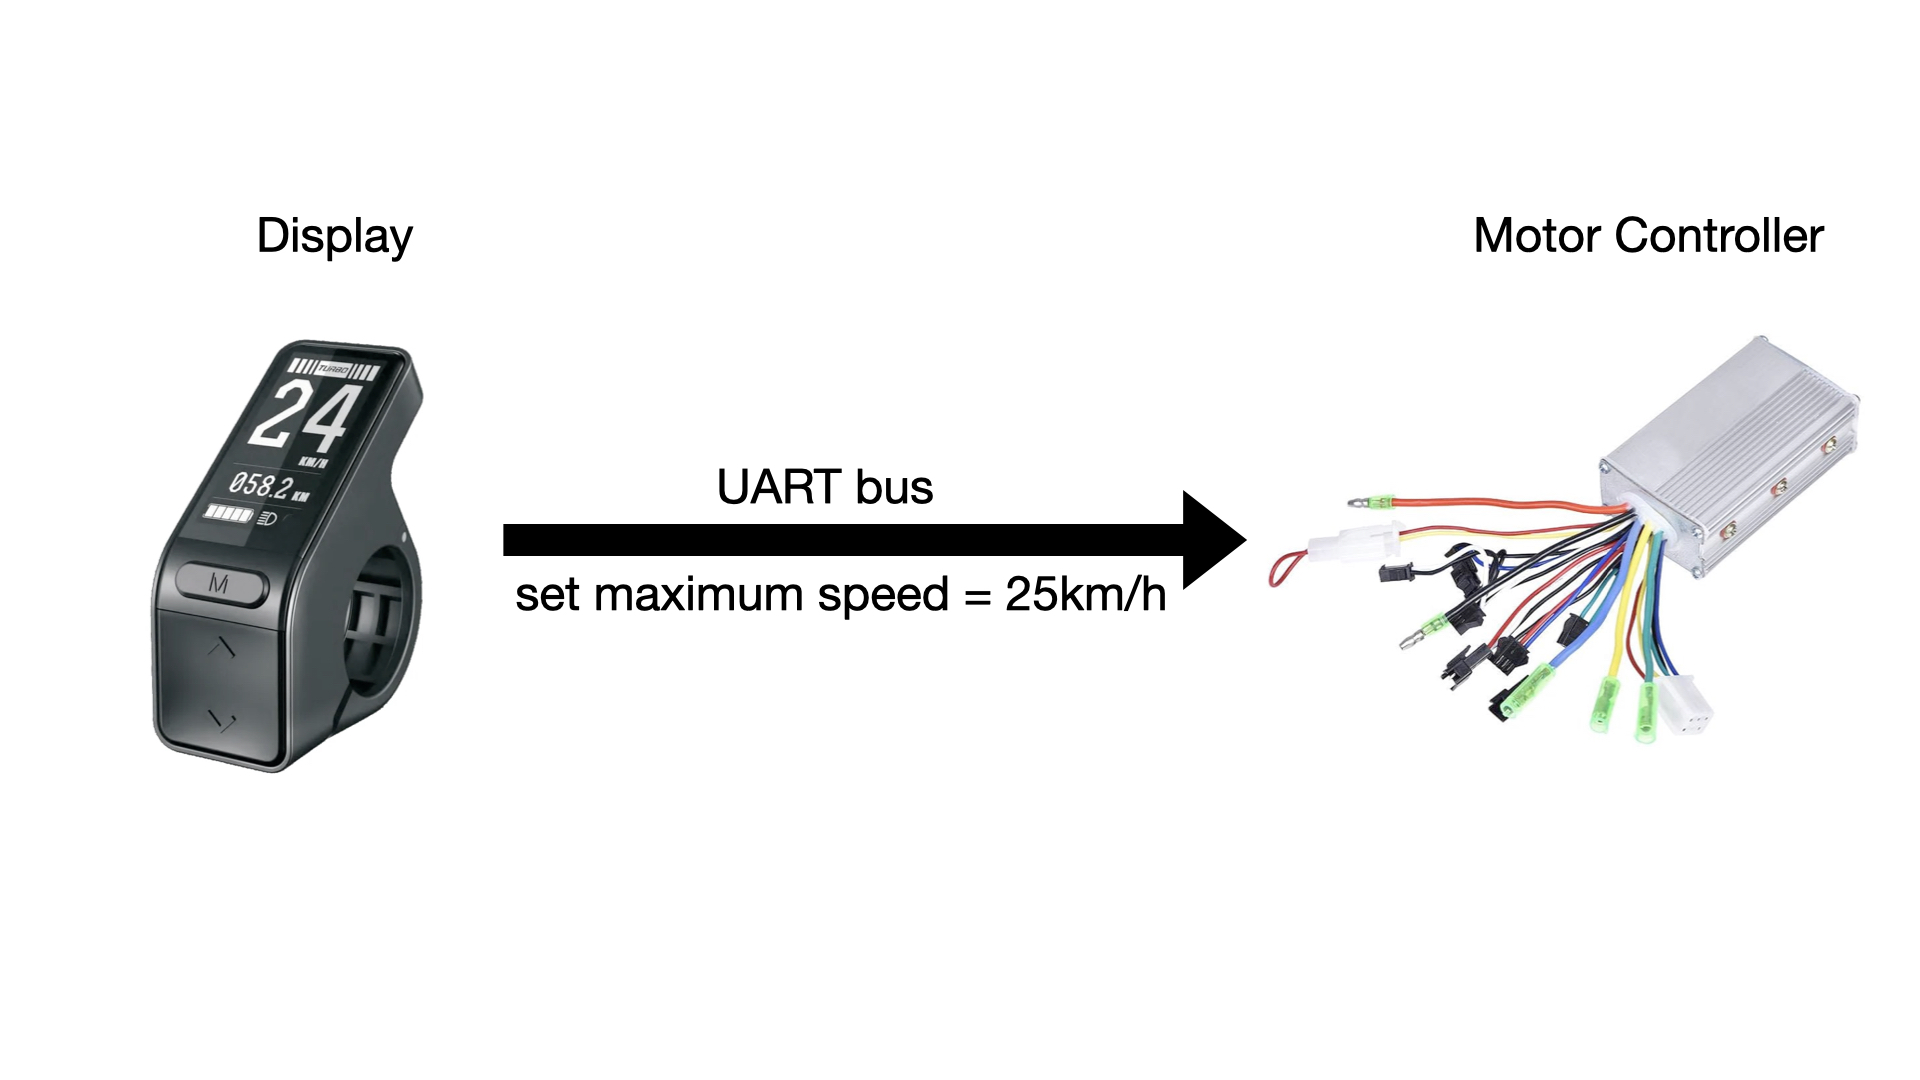 Display
Motor Controller
TURBO
24
KM/H
058.2 KM
M
UART bus
set maximum speed = 25km/h